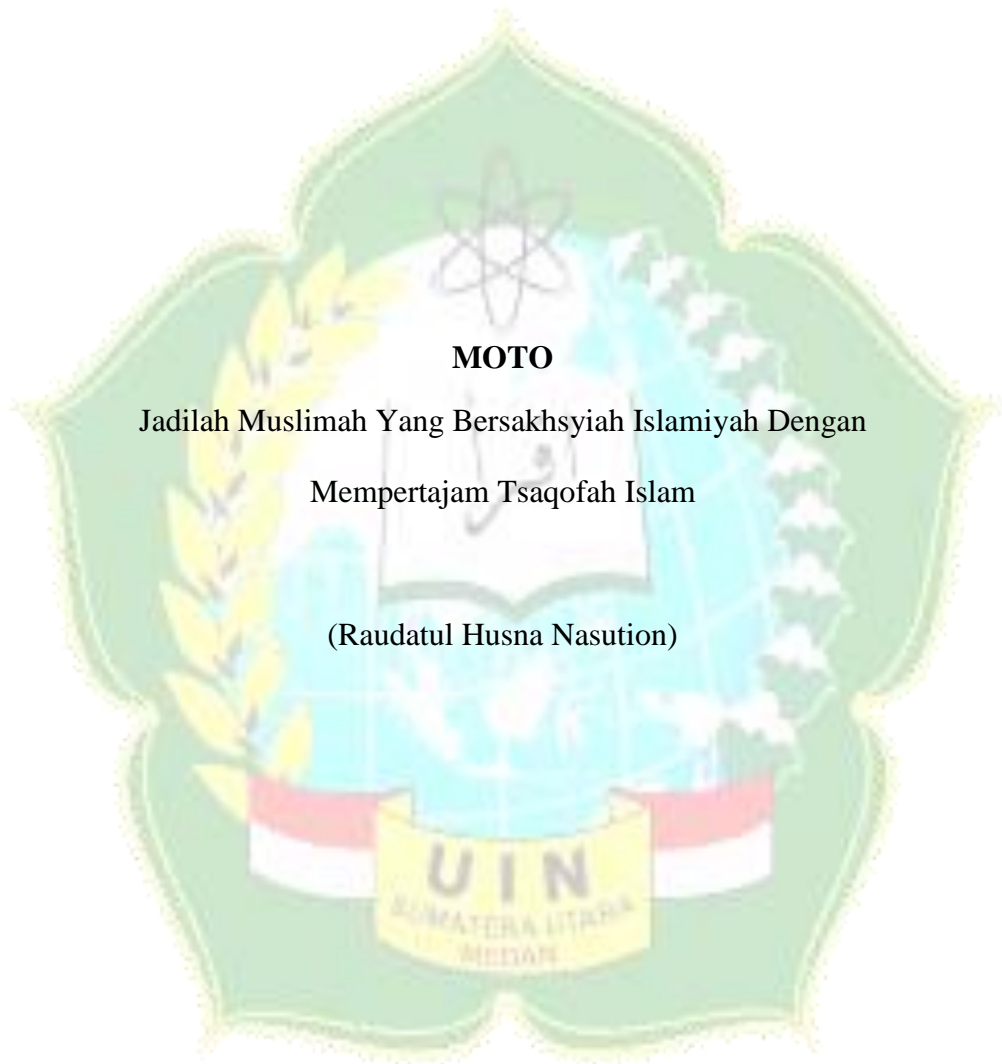 MOTO
Jadilah Muslimah Yang Bersakhsyiah Islamiyah Dengan
Mempertajam Tsaqofah Islam
(Raudatul Husna Nasution)
UIN
SUMATERA UTARA
MEDAN